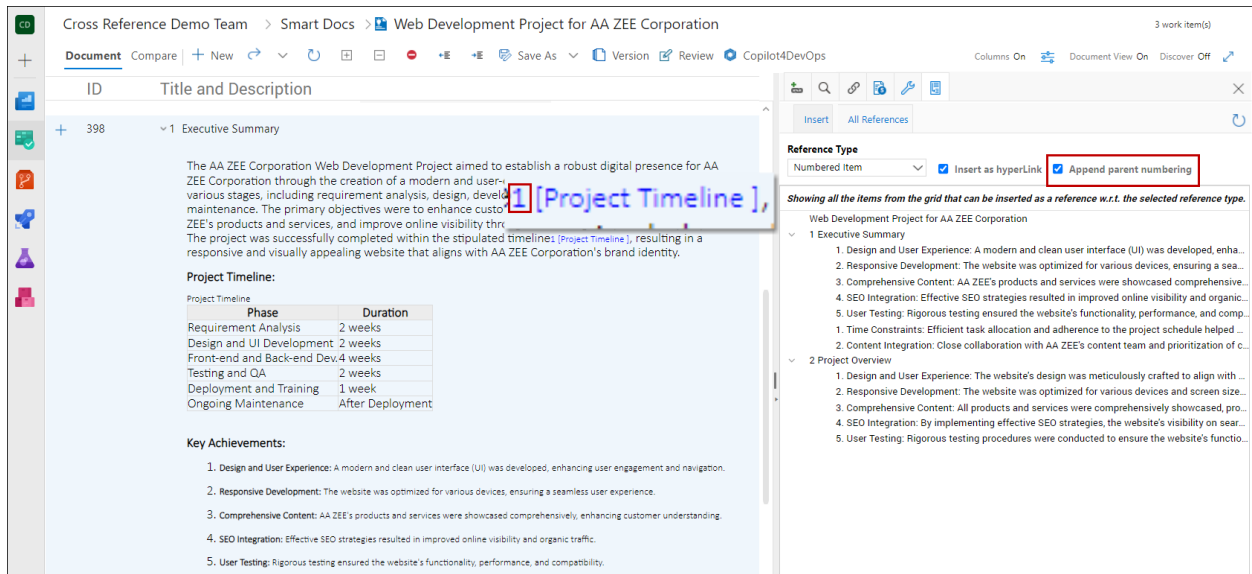 CD
Cross Reference Demo Team > Smart Docs > Web Development Project for AA ZEE Corporation
3 work item(s)
Document Compare New Save As Version Review Copilot4DevOps
Columns On Document View On Discover Off
ID Title and Description
398 1 Executive Summary
The AA ZEE Corporation Web Development Project aimed to establish a robust digital presence for AA
ZEE Corporation through the creation of a modern and user-
various stages, including requirement analysis, design,
maintenance. The primary objectives were to enhance
ZEE's products and services, and improve online visibility
The project was successfully completed within the stipulated timeline1 [Project Timeline ], resulting in a
responsive and visually appealing website that aligns with AA ZEE Corporation's brand identity.
1 [Project Timeline ],
Project Timeline:
Project Timeline
Phase Duration
Requirement Analysis 2 weeks
Design and UI Development 2 weeks
Front-end and Back-end Dev. 4 weeks
Testing and QA 2 weeks
Deployment and Training 1 week
Ongoing Maintenance After Deployment
Key Achievements:
1. Design and User Experience: A modern and clean user interface (UI) was developed, enhancing user engagement and navigation.
2. Responsive Development: The website was optimized for various devices, ensuring a seamless user experience.
3. Comprehensive Content: AA ZEE's products and services were showcased comprehensively, enhancing customer understanding.
4. SEO Integration: Effective SEO strategies resulted in improved online visibility and organic traffic.
5. User Testing: Rigorous testing ensured the website's functionality, performance, and compatibility.
Insert All References
Reference Type
Numbered Item Insert as hyperLink Append parent numbering
Showing all the items from the grid that can be inserted as a reference w.r.t. the selected reference type.
Web Development Project for AA ZEE Corporation
1 Executive Summary
1. Design and User Experience: A modern and clean user interface (UI) was developed, enha...
2. Responsive Development: The website was optimized for various devices, ensuring a sea...
3. Comprehensive Content: AA ZEE's products and services were showcased comprehensive...
4. SEO Integration: Effective SEO strategies resulted in improved online visibility and organic...
5. User Testing: Rigorous testing ensured the website's functionality, performance, and comp...
1. Time Constraints: Efficient task allocation and adherence to the project schedule helped ...
2. Content Integration: Close collaboration with AA ZEE's content team and prioritization of c...
2 Project Overview
1. Design and User Experience: The website's design was meticulously crafted to align with ...
2. Responsive Development: The website was optimized for various devices and screen size...
3. Comprehensive Content: All products and services were comprehensively showcased, pro...
4. SEO Integration: By implementing effective SEO strategies, the website's visibility on sear...
5. User Testing: Rigorous testing procedures were conducted to ensure the website's functio...